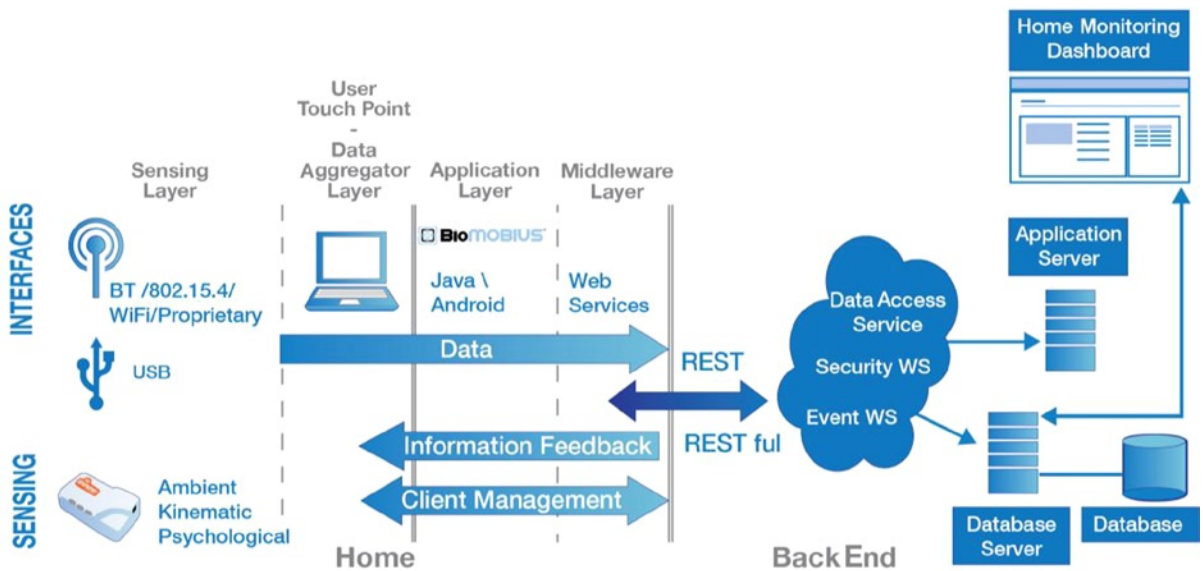 Home Monitoring
Dashboard
User
Touch Point
-
Data
Aggregator
Layer
Sensing
Layer
Application
Layer
Middleware
Layer
INTERFACES
BioMOBIUS
BT /802.15.4/
WiFi/Proprietary
Java \
Android
Web
Services
USB
Data
REST
REST ful
Information Feedback
Client Management
Data Access
Service
Security WS
Event WS
Application
Server
SENSING
Ambient
Kinematic
Psychological
Home
BackEnd
Database
Server
Database